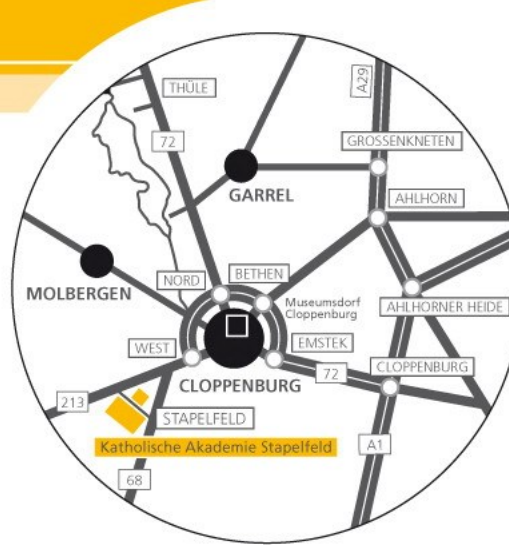 THÜLE
A29
72
GROSSENKNETEN
GARREL
AHLHORN
NORD
BETHEN
MOLBERGEN
Museumsdorf
Cloppenburg
AHLHORNER HEIDE
WEST
EMSTEK
CLOPPENBURG
72
CLOPPENBURG
213
STAPELFELD
Katholische Akademie Stapelfeld
A1
68